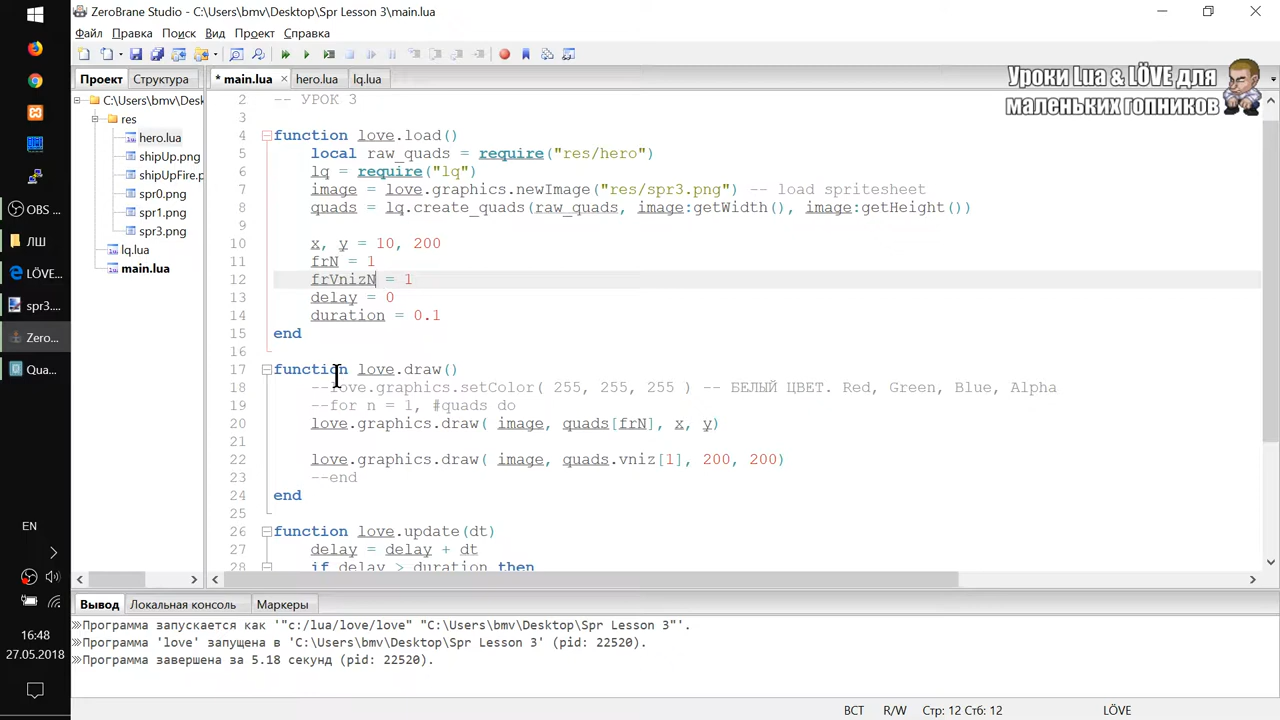 ZeroBrane Studio - C:\Users\bmv\Desktop\Spr Lesson 3\main.lua
Файл Правка Поиск Вид Проект Справка
Проект Структура * main.lua hero.lua lq.lua
Уроки Lua & LÖVE для
маленьких гопников
C:\Users\bmv\Desk
res
hero.lua
shipUp.png
shipUpFire.p
spr0.png
spr1.png
spr3.png
lq.lua
main.lua
2 -- УРОК 3
3
4 function love.load()
5 local raw_quads = require("res/hero")
6 lq = require("lq")
7 image = love.graphics.newImage("res/spr3.png") -- load spritesheet
8 quads = lq.create_quads(raw_quads, image:getWidth(), image:getHeight())
9
10 x, y = 10, 200
11 frN = 1
12 frVnizN = 1
13 delay = 0
14 duration = 0.1
15 end
16
17 function love.draw()
18 --love.graphics.setColor( 255, 255, 255 ) -- БЕЛЫЙ ЦВЕТ. Red, Green, Blue, Alpha
19 --for n = 1, #quads do
20 love.graphics.draw( image, quads[frN], x, y)
21
22 love.graphics.draw( image, quads.vniz[1], 200, 200)
23 --end
24 end
25
26 function love.update(dt)
27 delay = delay + dt
28 if delay > duration then
OBS ...
ЛШ
LÖVE...
spr3....
Zero...
Qua...
EN
16:48
27.05.2018
Вывод Локальная консоль Маркеры
Программа запускается как '"c:/lua/love/love" "C:\Users\bmv\Desktop\Spr Lesson 3"'.
Программа 'love' запущена в 'C:\Users\bmv\Desktop\Spr Lesson 3' (pid: 22520).
Программа завершена за 5.18 секунд (pid: 22520).
ВСТ R/W Стр: 12 Стб: 12 LÖVE